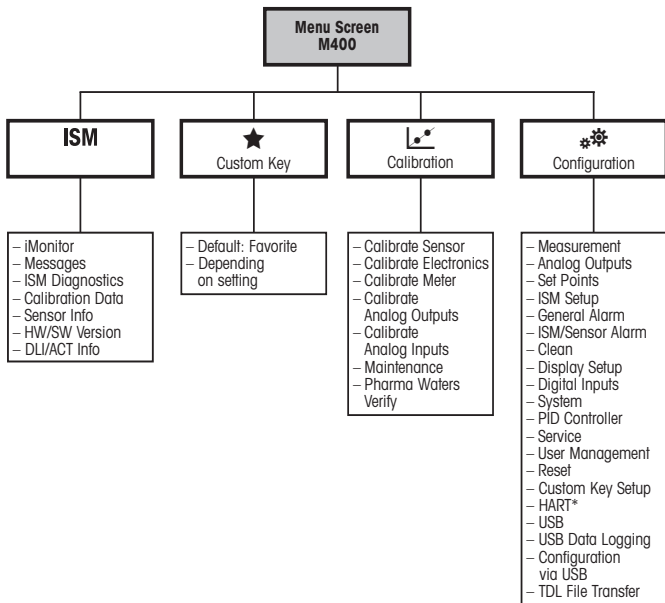 Menu Screen
M400
ISM
Custom Key
Calibration
Configuration
– iMonitor
– Messages
– ISM Diagnostics
– Calibration Data
– Sensor Info
– HW/SW Version
– DLI/ACT Info
– Default: Favorite
– Depending
on setting
– Calibrate Sensor
– Calibrate Electronics
– Calibrate Meter
– Calibrate
Analog Outputs
– Calibrate
Analog Inputs
– Maintenance
– Pharma Waters
Verify
– Measurement
– Analog Outputs
– Set Points
– ISM Setup
– General Alarm
– ISM/Sensor Alarm
– Clean
– Display Setup
– Digital Inputs
– System
– PID Controller
– Service
– User Management
– Reset
– Custom Key Setup
– HART*
– USB
– USB Data Logging
– Configuration
via USB
– TDL File Transfer